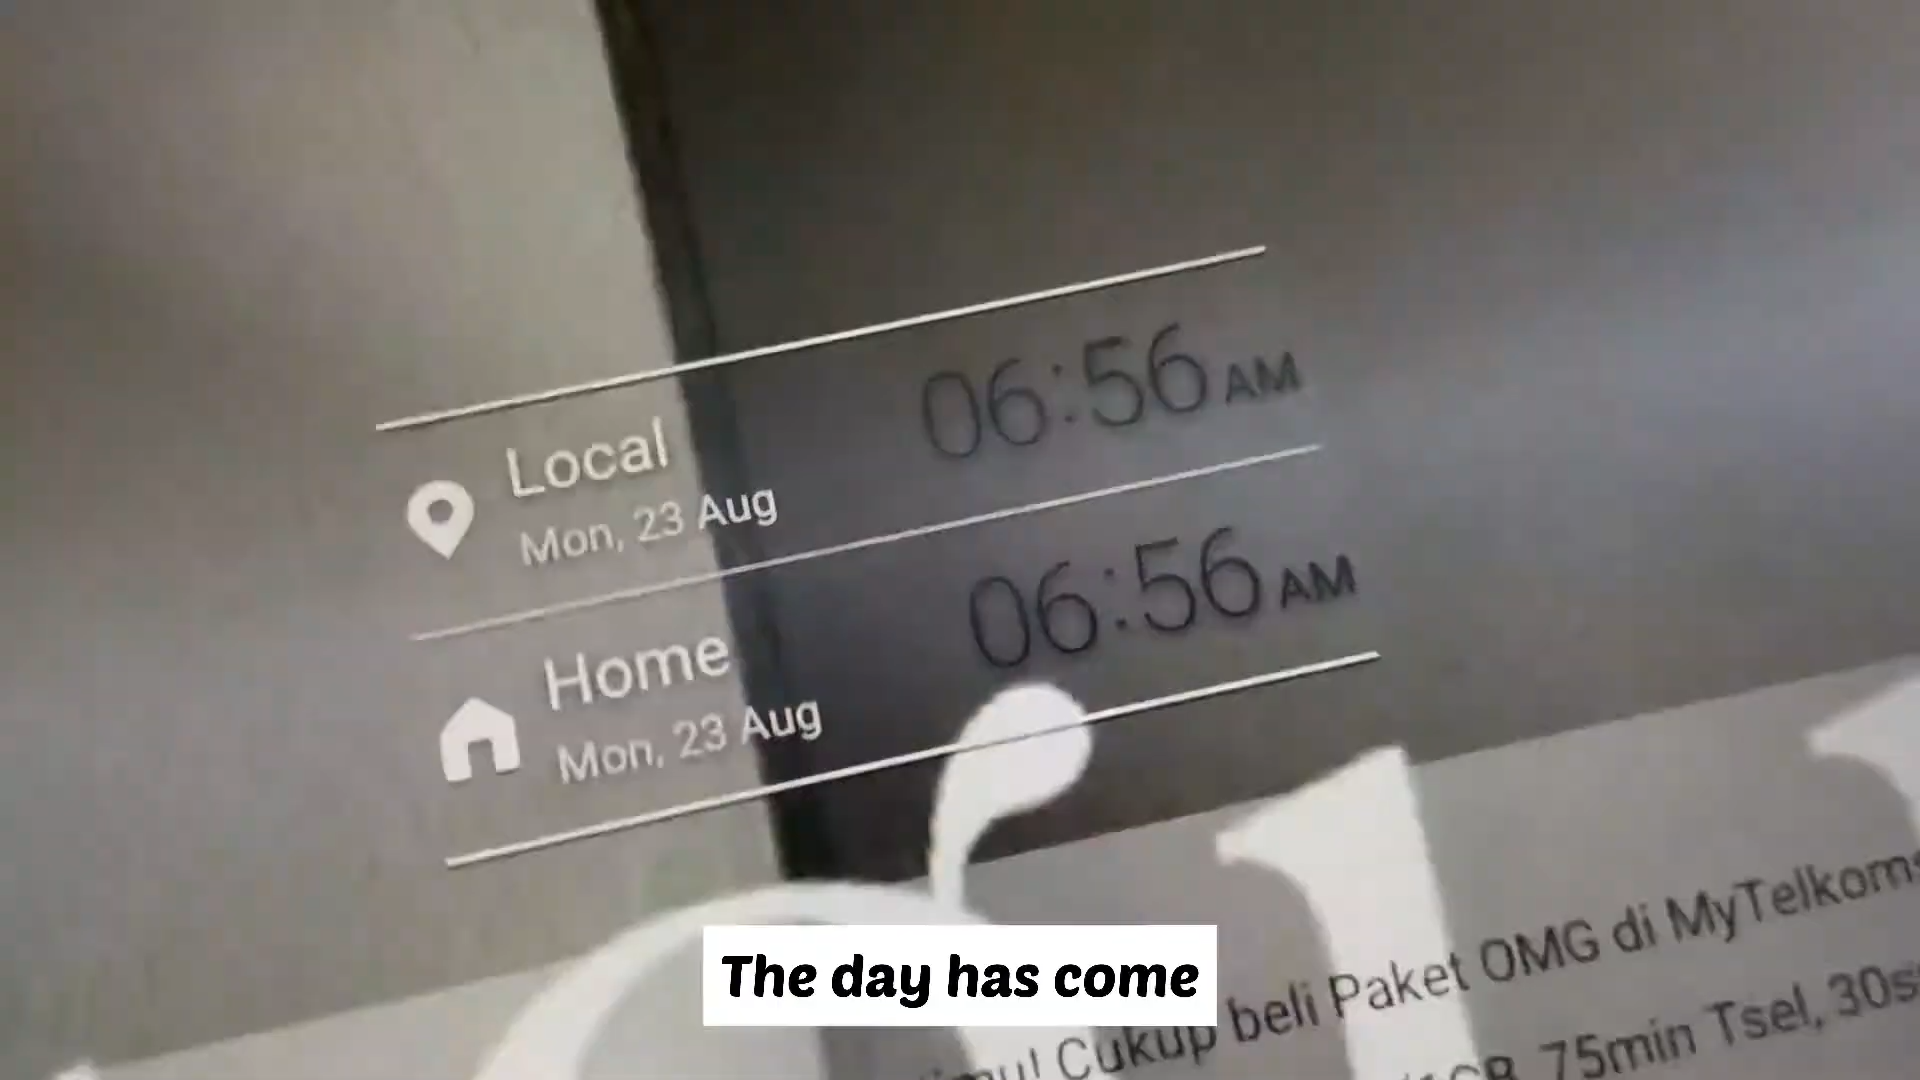 Local
Mon, 23 Aug
06:56 AM
Home
Mon, 23 Aug
06:56 AM
Cukup beli Paket OMG di
75min Tsel,
The day has come